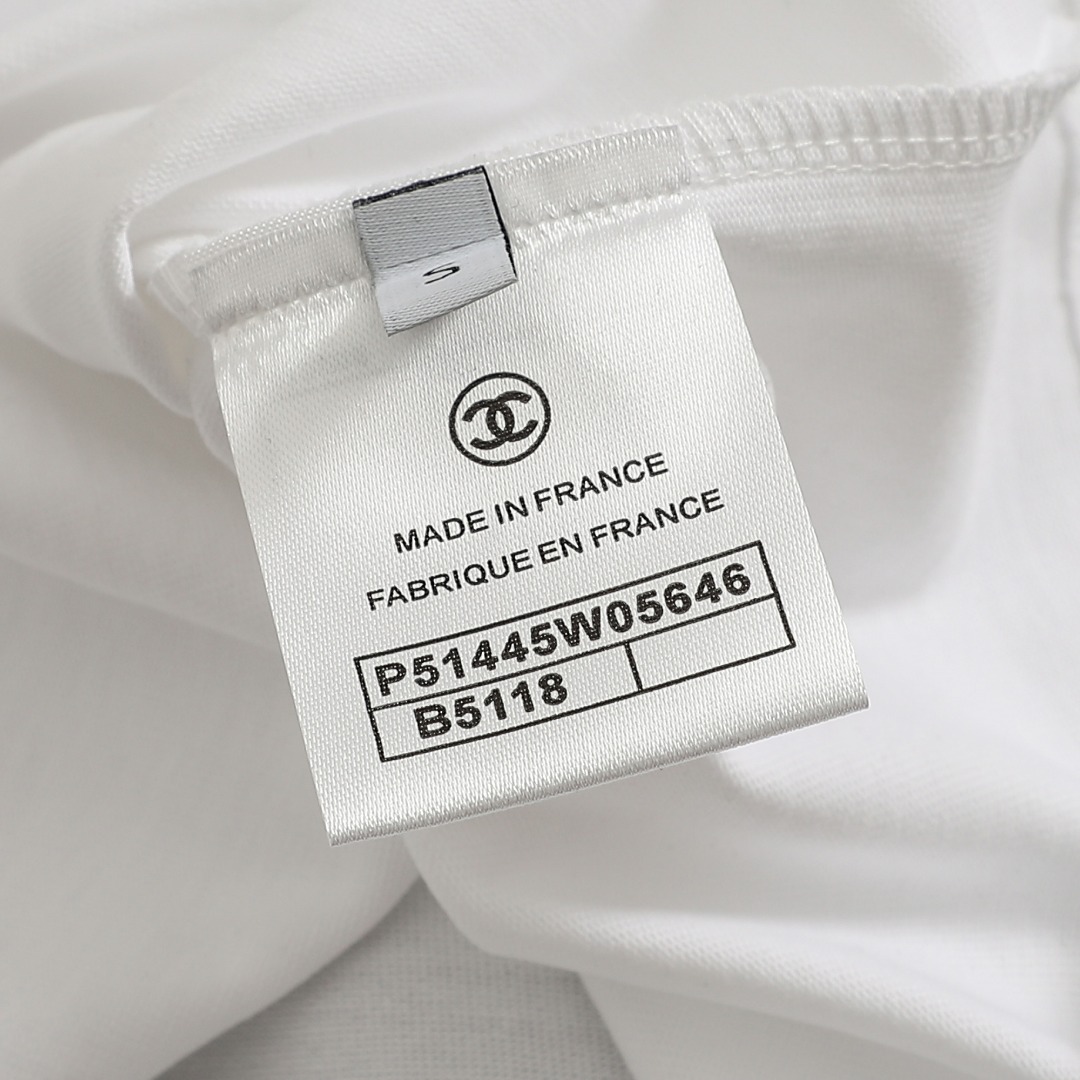 S
MADE IN FRANCE
FABRIQUE EN FRANCE
P51445W05646
B5118